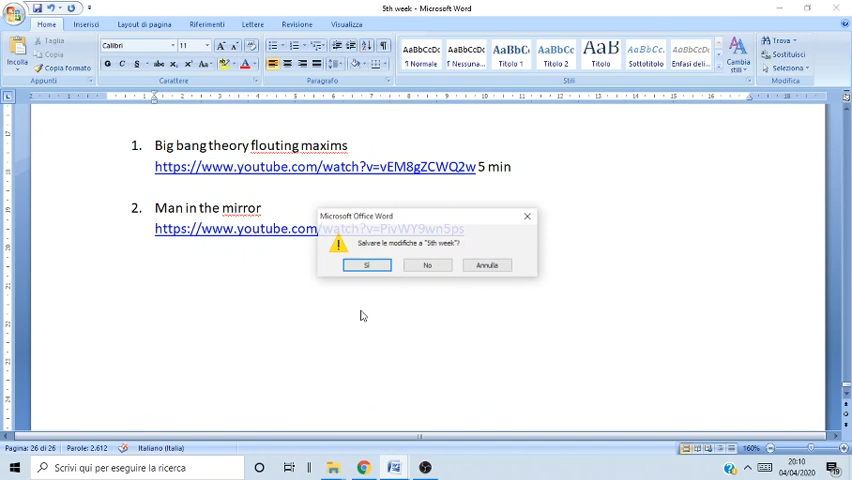 5th week - Microsoft Word
Home Inserisci Layout di pagina Riferimenti Lettere Revisione Visualizza
Incolla
Taglia
Copia
Copia formato
Appunti
Calibri 11
Carattere
Paragrafo
AaBbCcDc AaBbCcDc AaBbC AaBbCc AaB AaBbCc. AaBbCcDc
¶ Normale ¶ Nessuna... Titolo 1 Titolo 2 Titolo Sottotitolo Enfasi deli...
Cambia stili
Stili
Trova
Sostituisci
Seleziona
Modifica
1. Big bang theory flouting maxims
https://www.youtube.com/watch?v=vEM8gZCWQ2w 5 min
2. Man in the mirror
https://www.youtube.com/watch?v=PivWY9wn5ps
Microsoft Office Word
Salvare le modifiche a "5th week"?
Sì No Annulla
Pagina: 26 di 26 Parole: 2.612 Italiano (Italia) 160%
Scrivi qui per eseguire la ricerca
20:10
04/04/2020
19